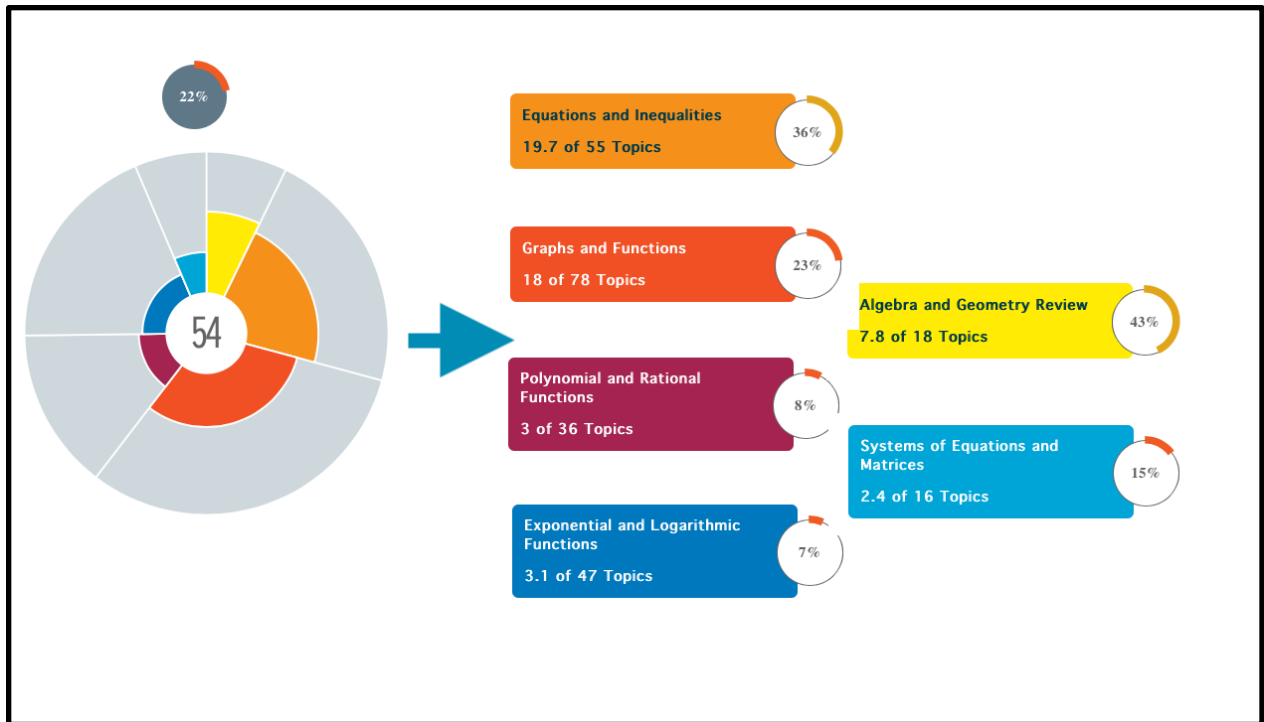 22%
54
Equations and Inequalities
19.7 of 55 Topics
36%
Graphs and Functions
18 of 78 Topics
23%
Algebra and Geometry Review
7.8 of 18 Topics
43%
Polynomial and Rational
Functions
3 of 36 Topics
8%
Systems of Equations and
Matrices
2.4 of 16 Topics
15%
Exponential and Logarithmic
Functions
3.1 of 47 Topics
7%